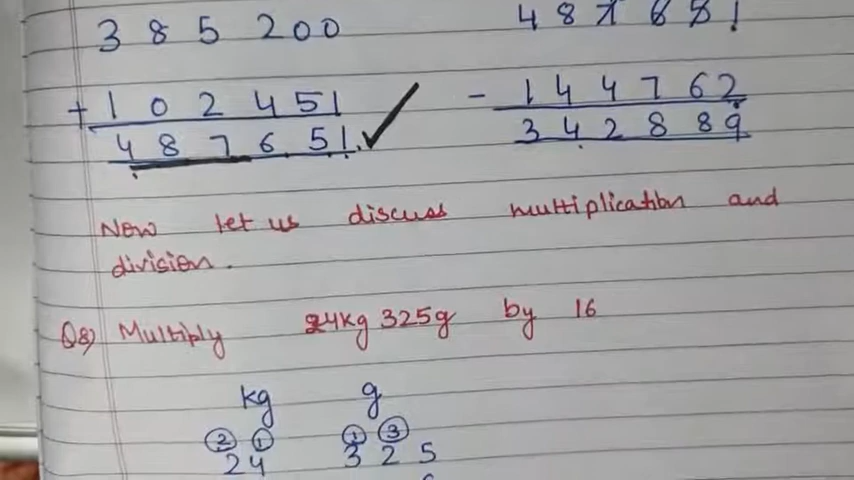 3 8 5 2 0 0
+ 1 0 2 4 5 1
4 8 7 6 5 1
4 8 7 6 5 1
- 1 4 4 7 6 2
3 4 2 8 8 9
Now let us discuss multiplication and
division.
Q8) Multiply 24kg 325g by 16
kg g
2 1 1 3
24 3 2 5